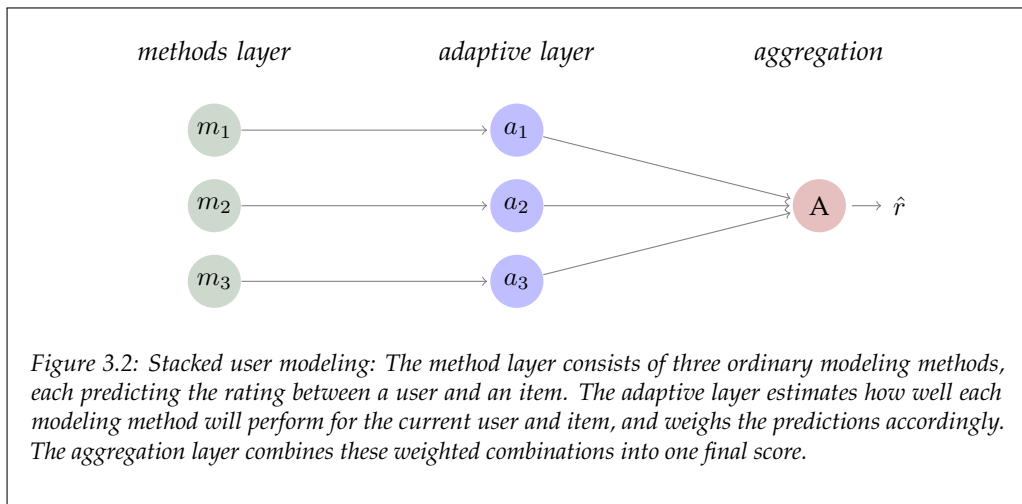 methods layer adaptive layer aggregation
m₁ a₁
m₂ a₂ A r̂
m₃ a₃
Figure 3.2: Stacked user modeling: The method layer consists of three ordinary modeling methods,
each predicting the rating between a user and an item. The adaptive layer estimates how well each
modeling method will perform for the current user and item, and weighs the predictions accordingly.
The aggregation layer combines these weighted combinations into one final score.